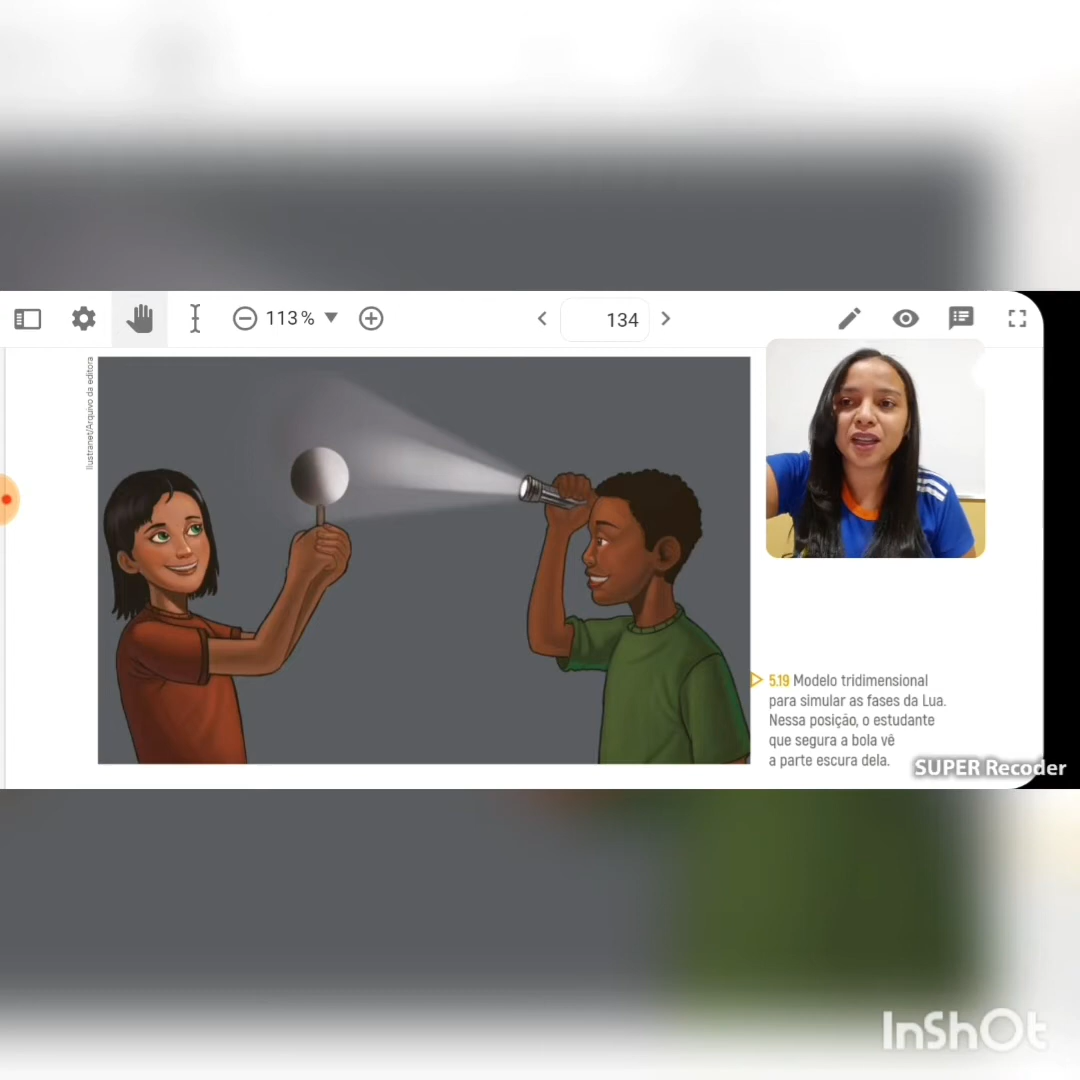 113%
134
Ilustranet/Arquivo da editora
5.19 Modelo tridimensional
para simular as fases da Lua.
Nessa posição, o estudante
que segura a bola vê
a parte escura dela.
SUPER Recoder
InShOt